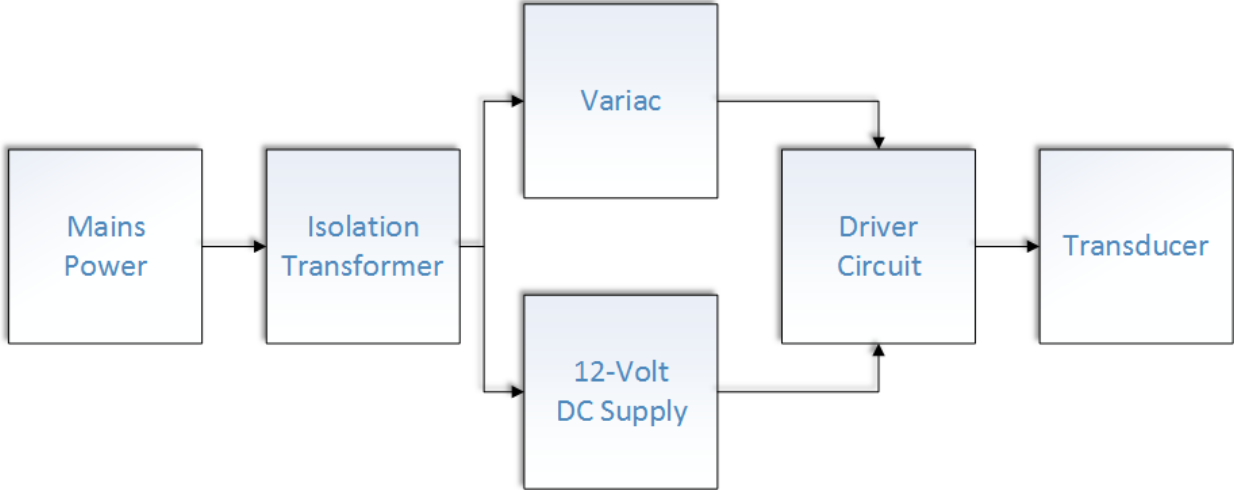 Mains
Power
Isolation
Transformer
Variac
12-Volt
DC Supply
Driver
Circuit
Transducer